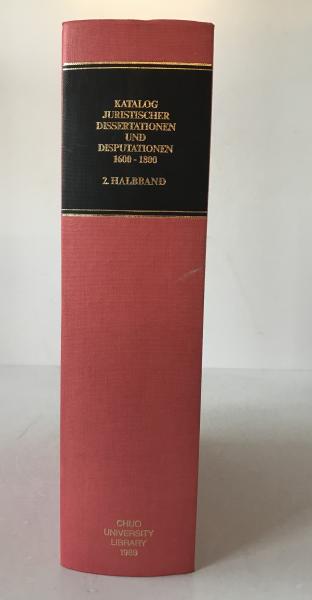 KATALOG
JURISTISCHER
DISSERTATIONEN
UND
DISPUTATIONEN
1600 - 1800
2. HALBBAND
CHUO
UNIVERSITY
LIBRARY
1989